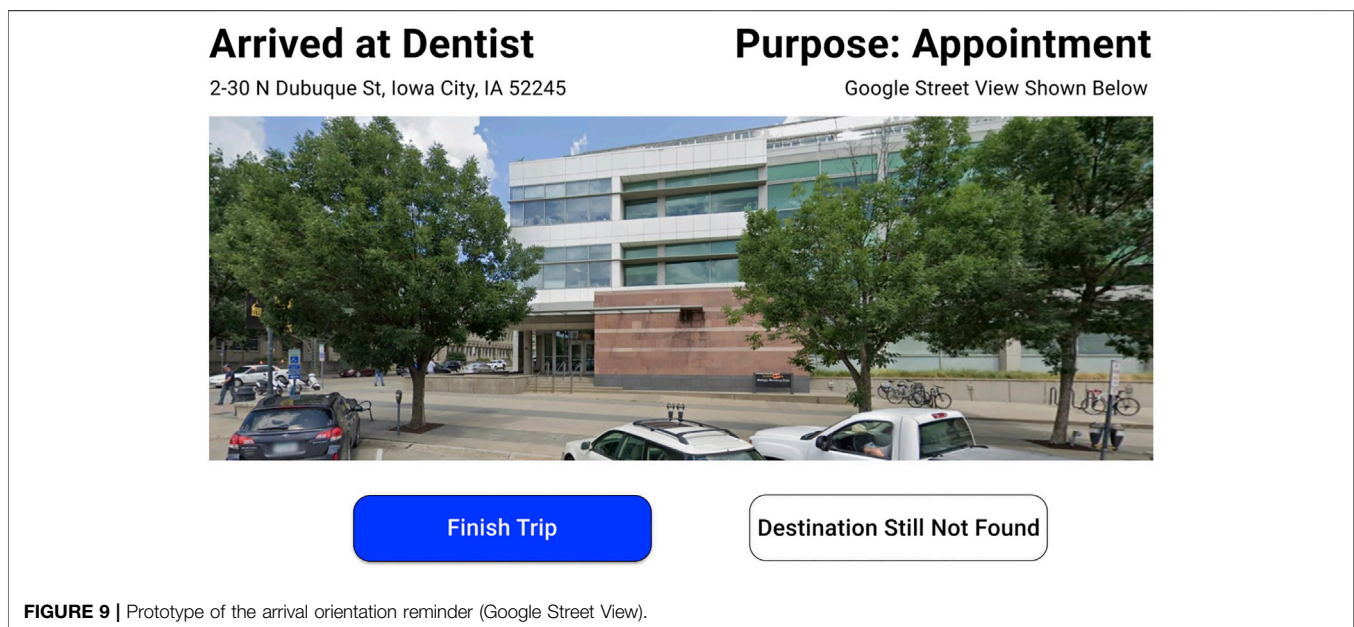 Arrived at Dentist
Purpose: Appointment
2-30 N Dubuque St, Iowa City, IA 52245
Google Street View Shown Below
Finish Trip
Destination Still Not Found
FIGURE 9 | Prototype of the arrival orientation reminder (Google Street View).